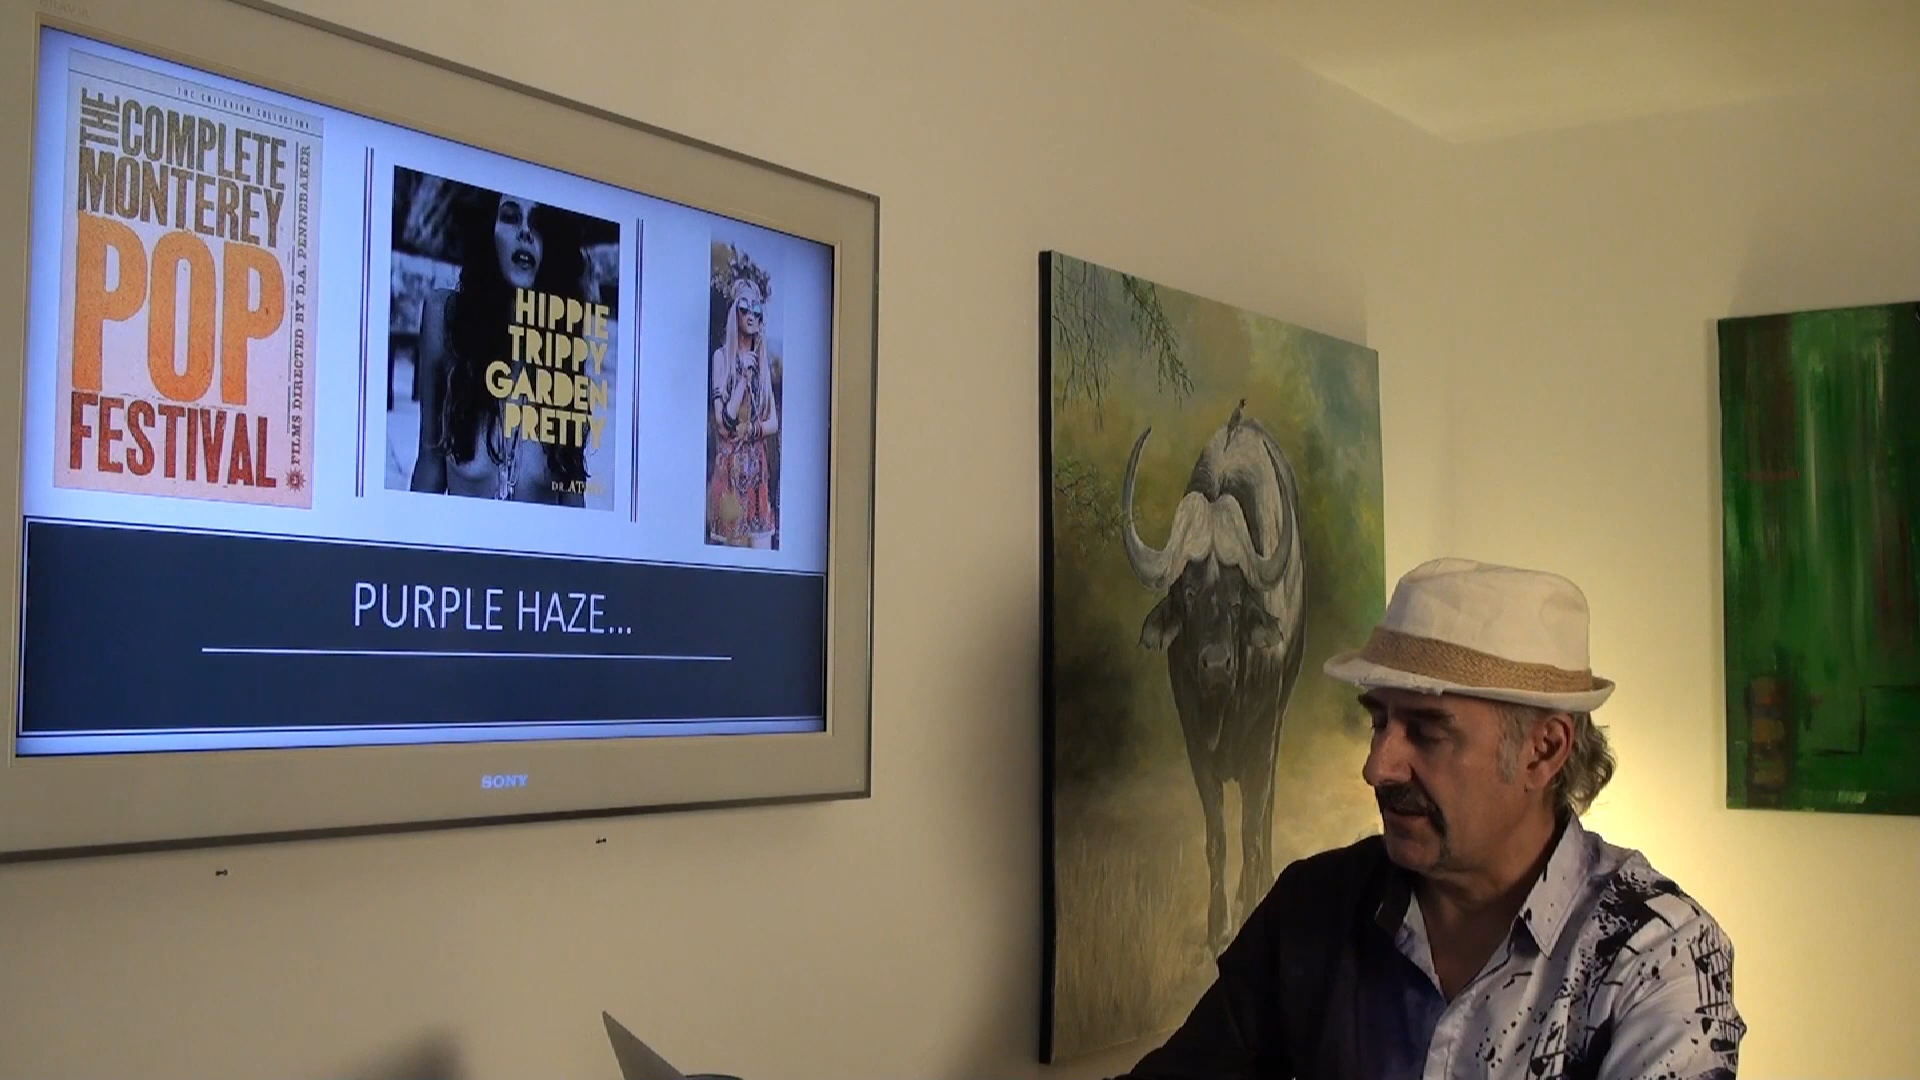 BRAVIA
THE CRITERION COLLECTION
THE
COMPLETE
MONTEREY
POP
FESTIVAL
FILMS DIRECTED BY D.A. PENNEBAKER
HIPPIE
TRIPPY
GARDEN
PRETTY
PURPLE HAZE...
SONY